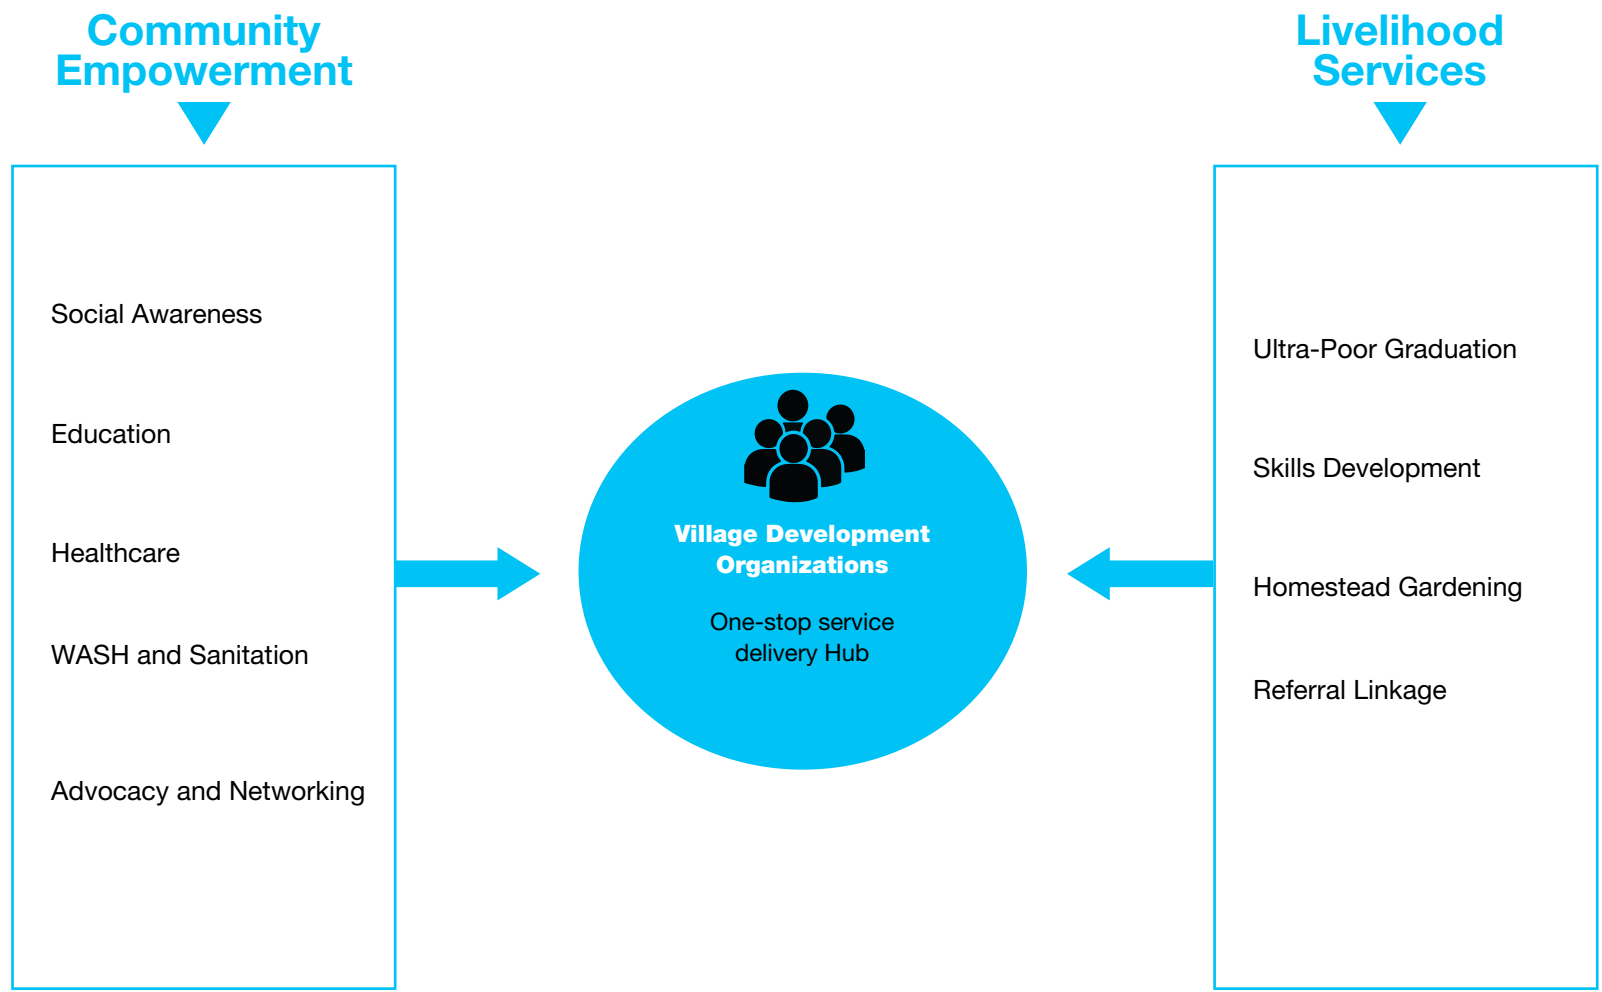 Community
Empowerment
Social Awareness
Education
Healthcare
WASH and Sanitation
Advocacy and Networking
Village Development
Organizations
One-stop service
delivery Hub
Livelihood
Services
Ultra-Poor Graduation
Skills Development
Homestead Gardening
Referral Linkage